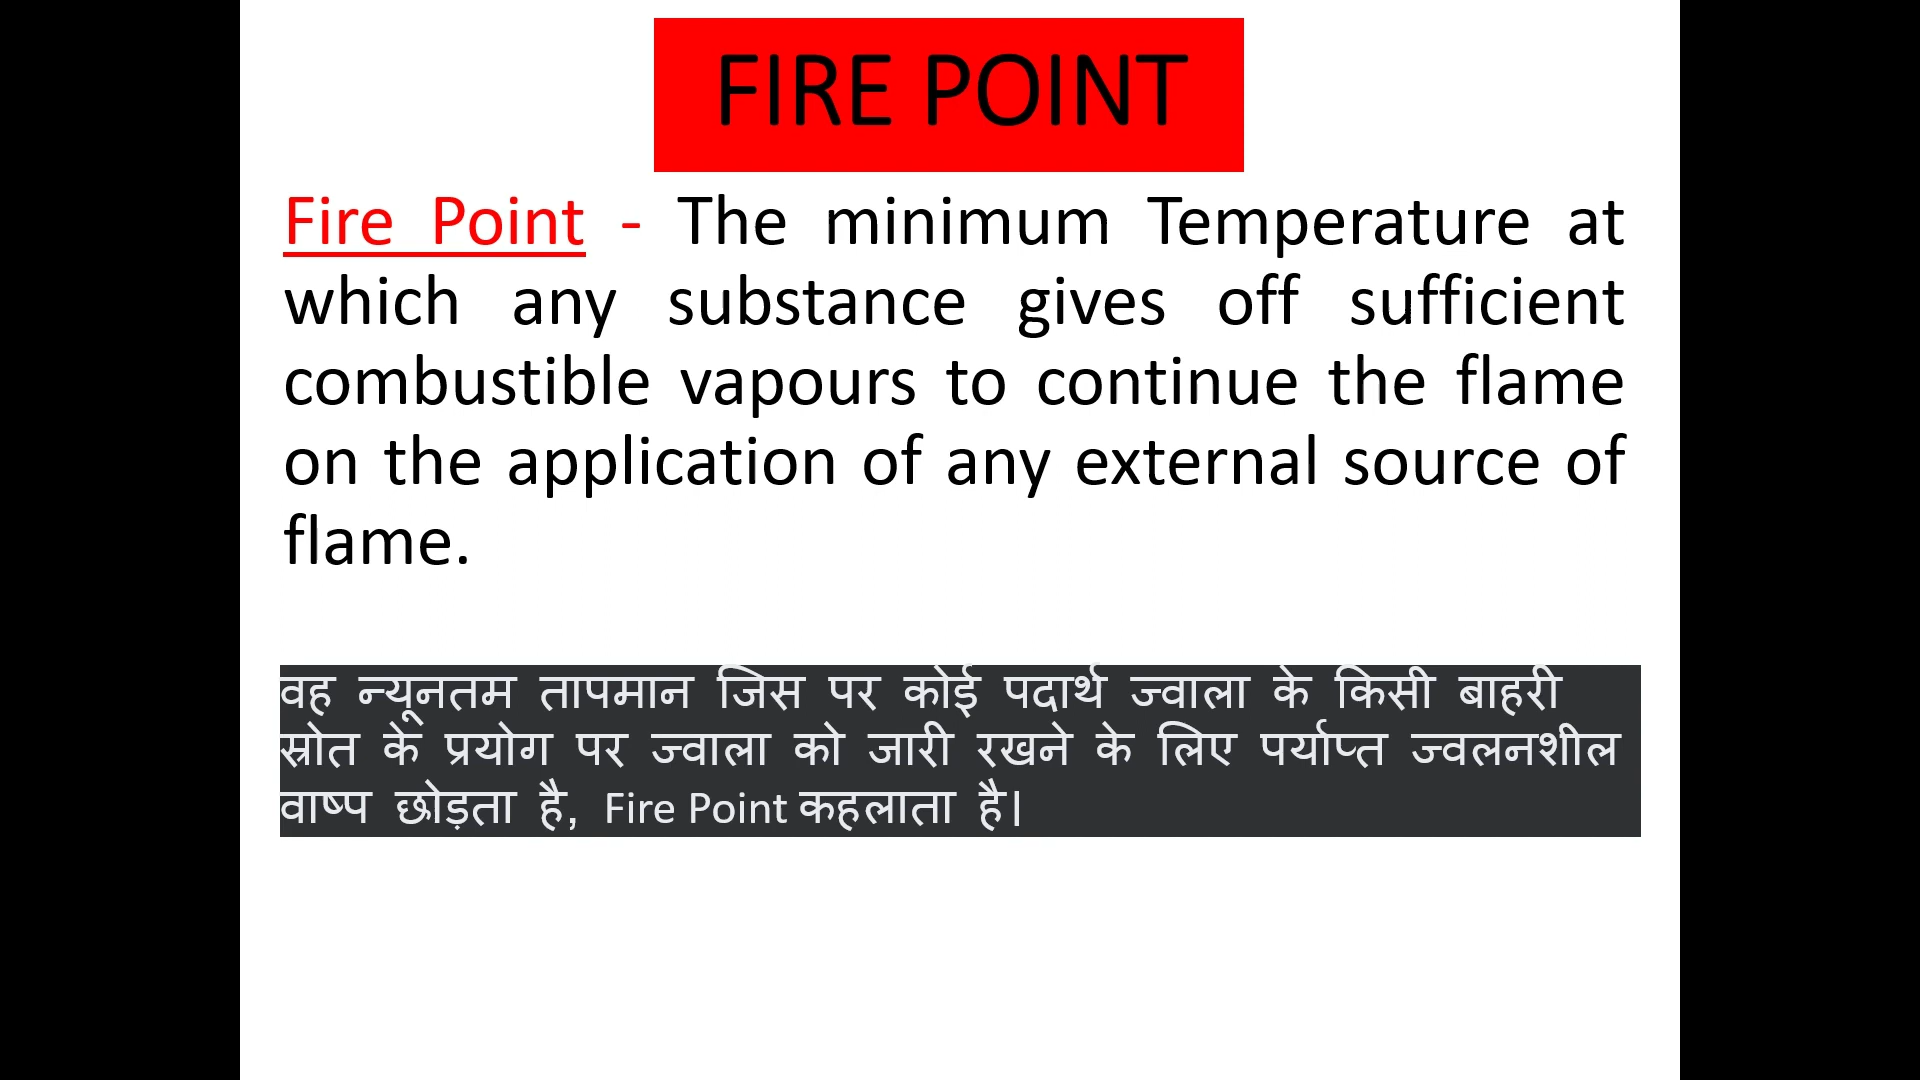 FIRE POINT
Fire Point - The minimum Temperature at
which any substance gives off sufficient
combustible vapours to continue the flame
on the application of any external source of
flame.
वह न्यूनतम तापमान जिस पर कोई पदार्थ ज्वाला के किसी बाहरी
स्रोत के प्रयोग पर ज्वाला को जारी रखने के लिए पर्याप्त ज्वलनशील
वाष्प छोड़ता है, Fire Point कहलाता है।